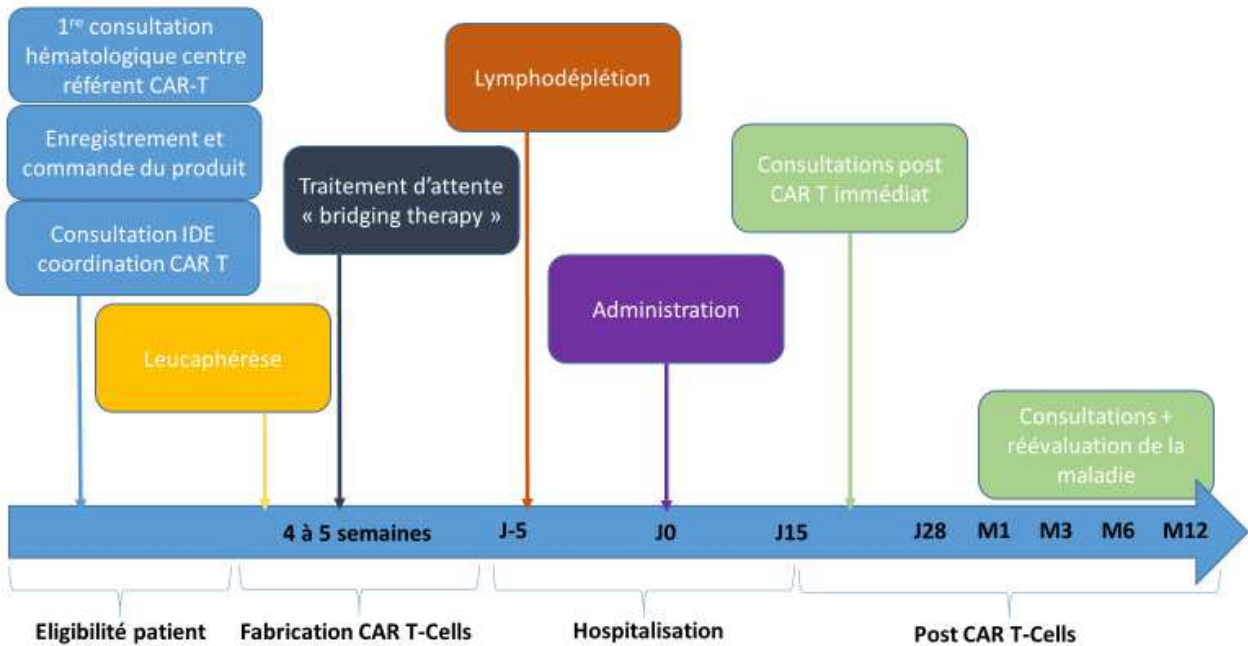 1re consultation
hématologique centre
référent CAR-T
Enregistrement et
commande du produit
Consultation IDE
coordination CAR T
Leucaphérèse
Traitement d'attente
« bridging therapy »
Lymphodéplétion
Administration
Consultations post
CAR T immédiat
Consultations +
réévaluation de la
maladie
4 à 5 semaines J-5 J0 J15 J28 M1 M3 M6 M12
Eligibilité patient Fabrication CAR T-Cells Hospitalisation Post CAR T-Cells